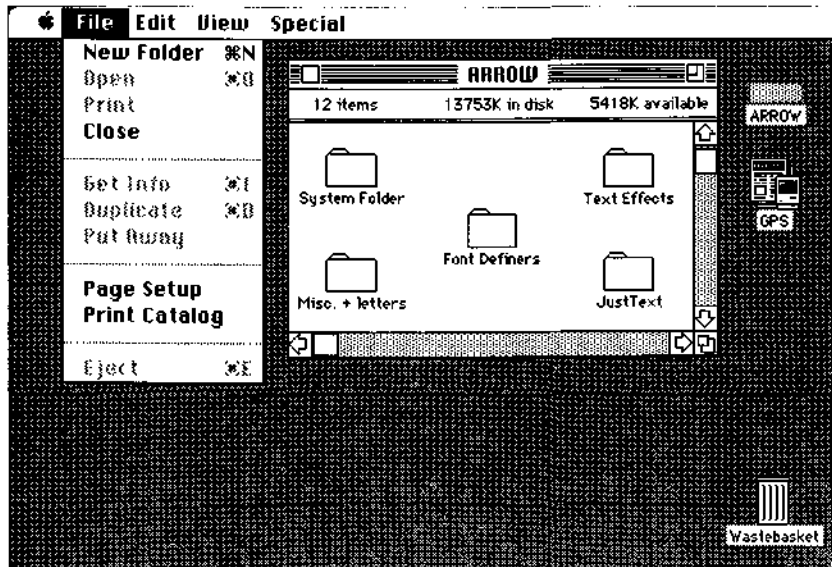 File Edit View Special
New Folder ⌘N
Open ⌘O
Print
Close
Get Info ⌘I
Duplicate ⌘D
Put Away
Page Setup
Print Catalog
Eject ⌘E
ARROW
12 items 13753K in disk 5418K available
System Folder
Text Effects
Font Definers
Misc. + letters
JustText
ARROW
GPS
Wastebasket